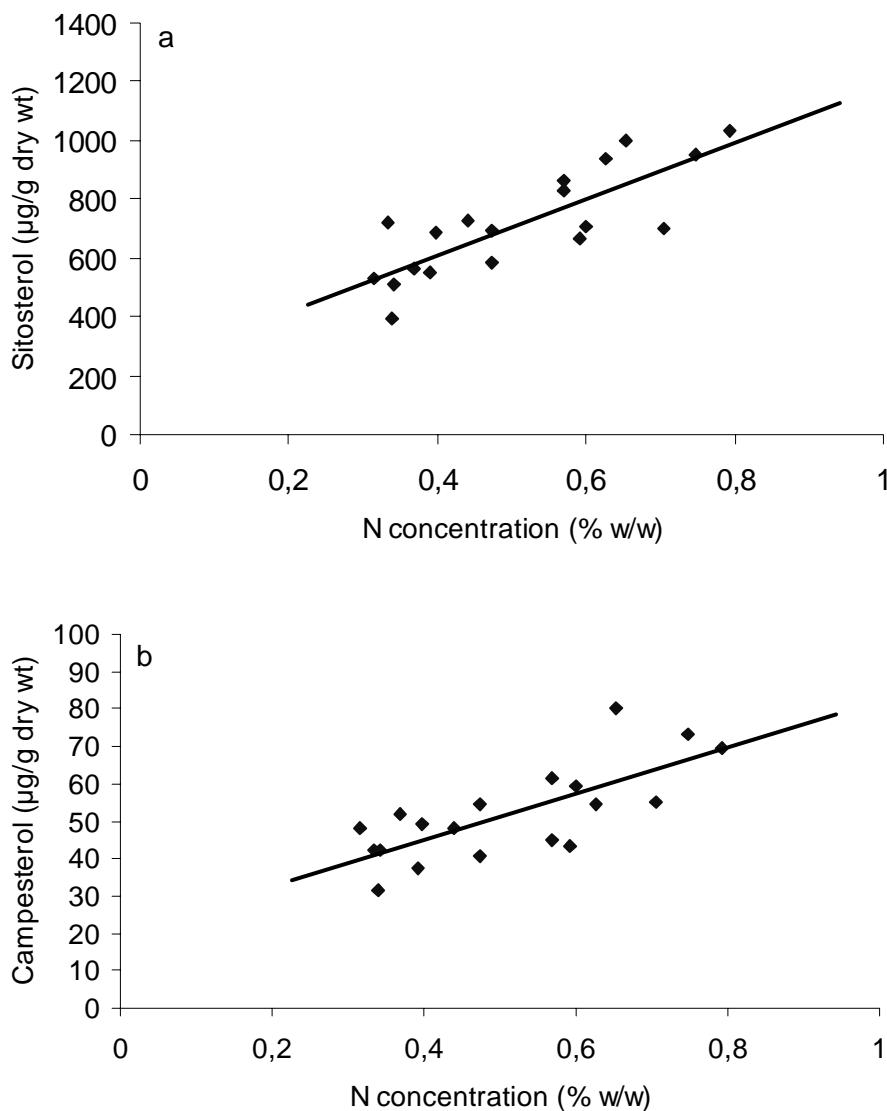 a
1400
1200
1000
800
600
400
200
0
Sitosterol (µg/g dry wt)
0 0,2 0,4 0,6 0,8 1
N concentration (% w/w)
b
100
90
80
70
60
50
40
30
20
10
0
Campesterol (µg/g dry wt)
0 0,2 0,4 0,6 0,8 1
N concentration (% w/w)